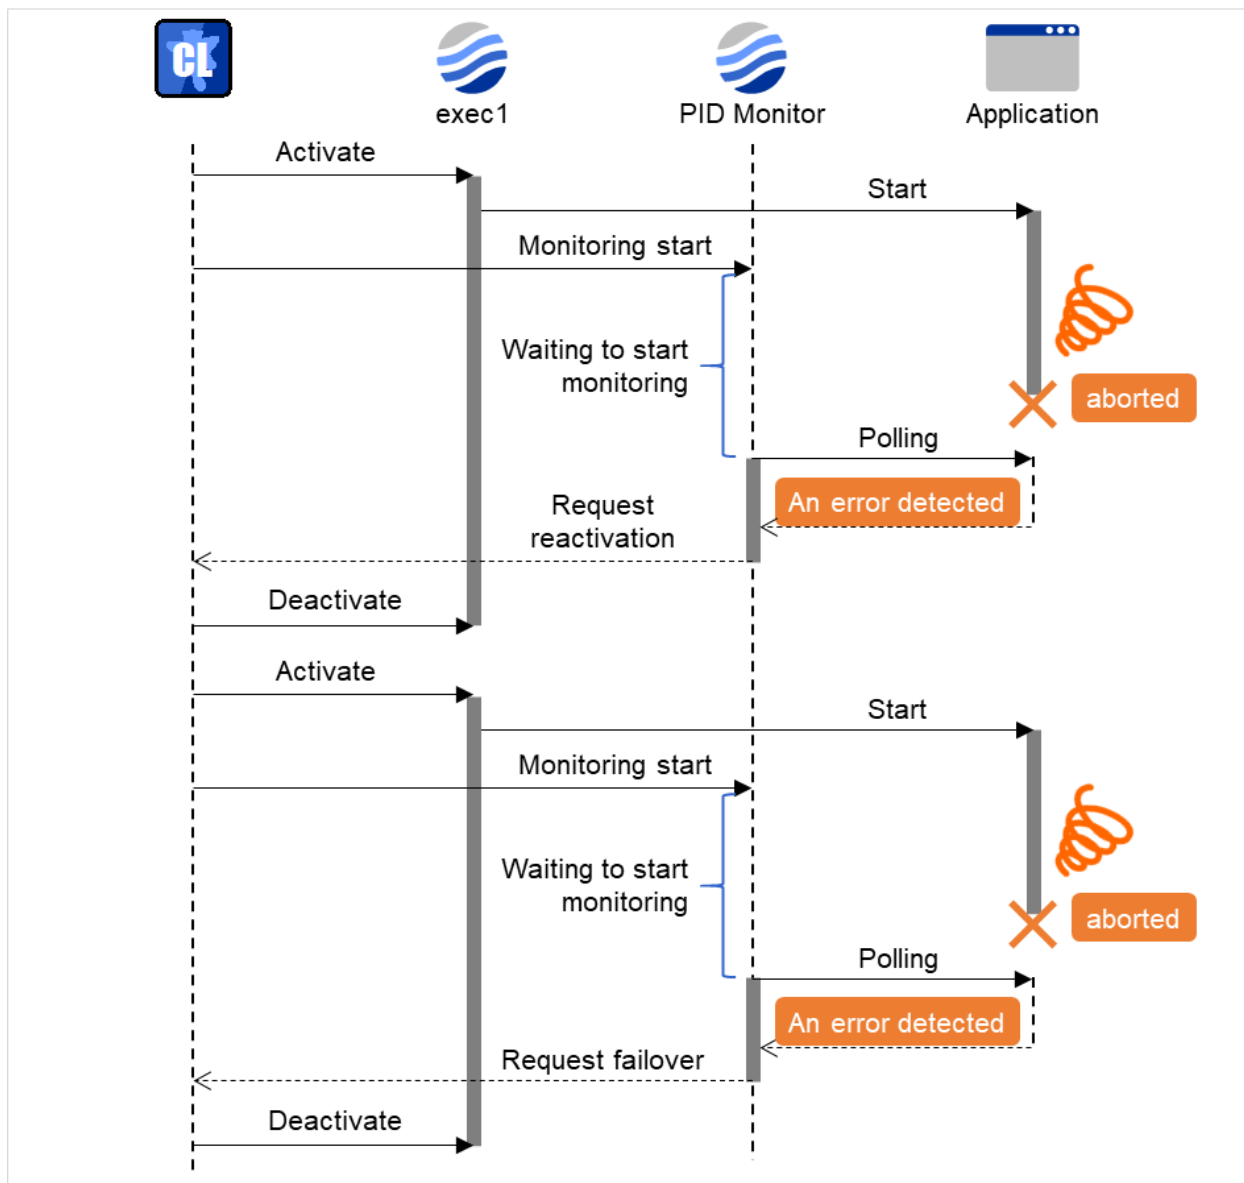 CL
exec1
PID Monitor
Application
Activate
Start
Monitoring start
Waiting to start
monitoring
aborted
Polling
An error detected
Request
reactivation
Deactivate
Activate
Start
Monitoring start
Waiting to start
monitoring
aborted
Polling
An error detected
Request failover
Deactivate